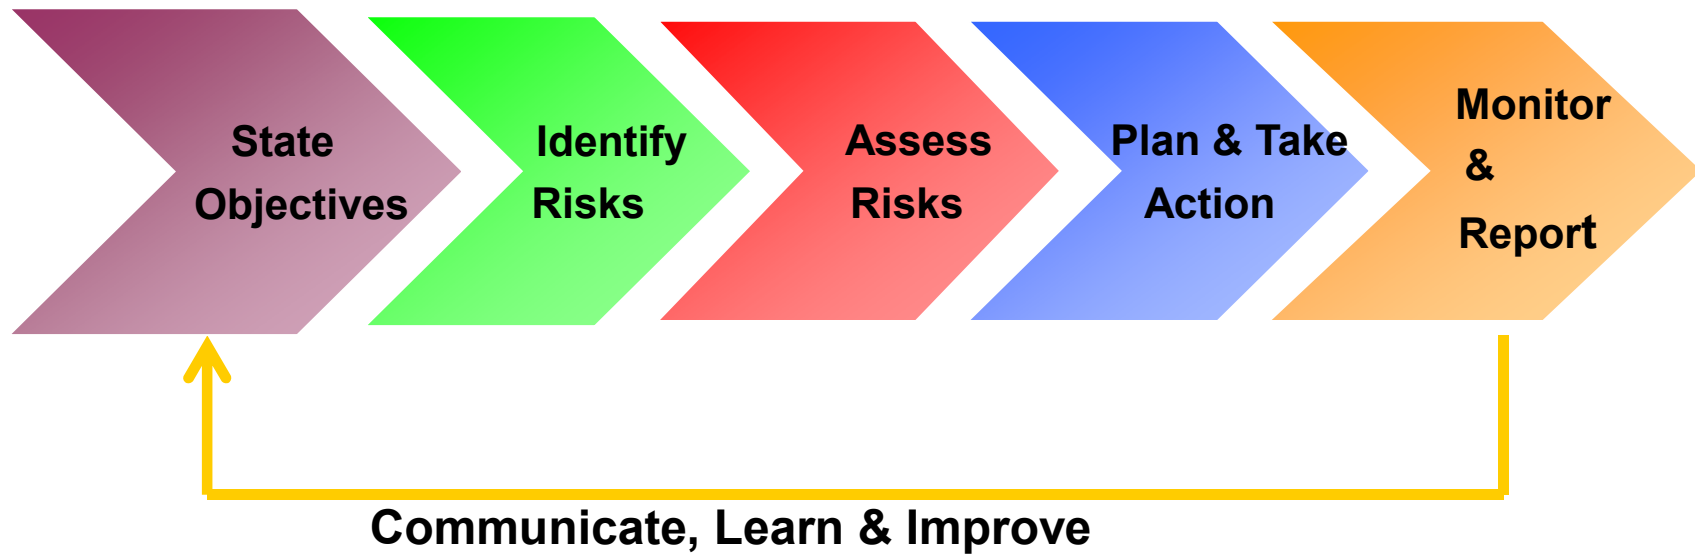 State
Objectives
Identify
Risks
Assess
Risks
Plan & Take
Action
Monitor
&
Report
Communicate, Learn & Improve